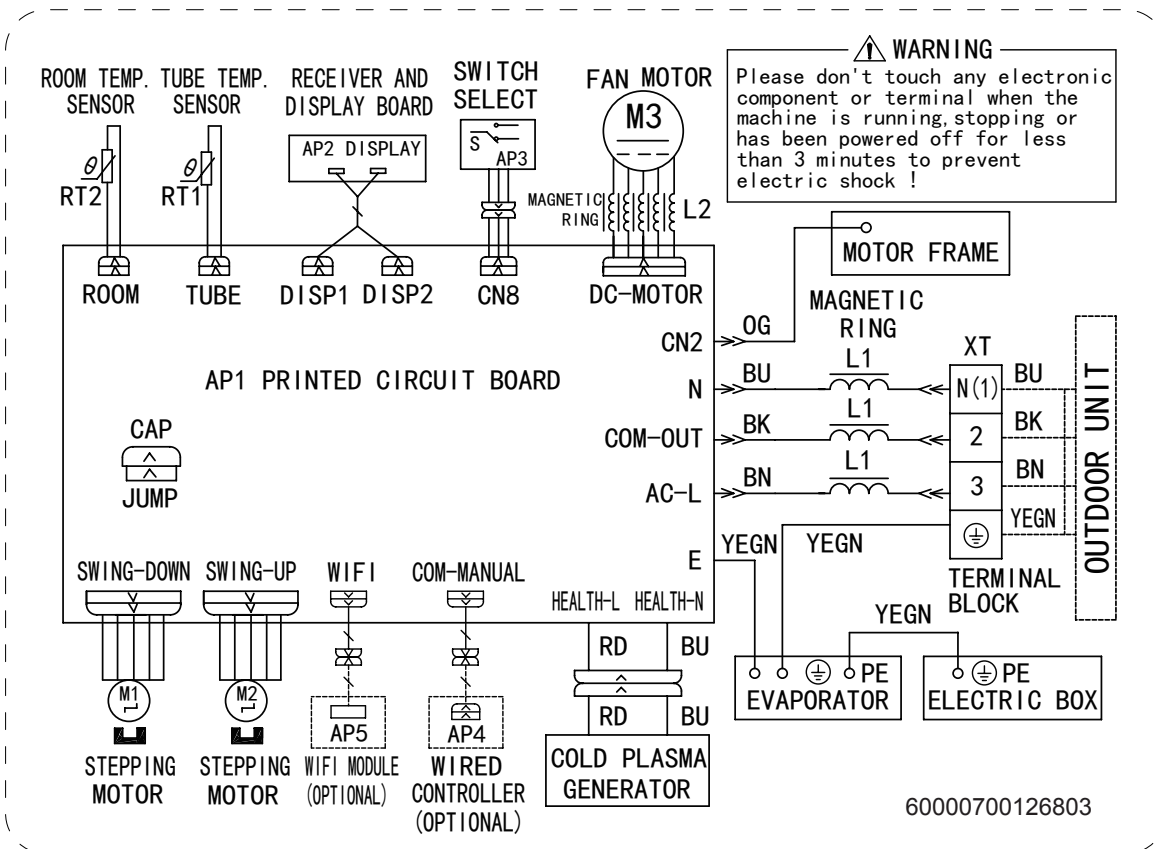 WARNING
Please don't touch any electronic
component or terminal when the
machine is running,stopping or
has been powered off for less
than 3 minutes to prevent
electric shock !
ROOM TEMP.
SENSOR
TUBE TEMP.
SENSOR
RECEIVER AND
DISPLAY BOARD
SWITCH
SELECT
FAN MOTOR
θ
RT2
θ
RT1
AP2 DISPLAY
S
AP3
M3
MAGNETIC
RING
L2
MOTOR FRAME
ROOM
TUBE
DISP1
DISP2
CN8
DC-MOTOR
MAGNETIC
RING
CN2
OG
AP1 PRINTED CIRCUIT BOARD
N
BU
L1
XT
N(1)
BU
COM-OUT
BK
L1
2
BK
AC-L
BN
L1
3
BN
YEGN
OUTDOOR UNIT
CAP
JUMP
E
YEGN
YEGN
TERMINAL
BLOCK
SWING-DOWN
SWING-UP
WIFI
COM-MANUAL
HEALTH-L
HEALTH-N
RD
BU
YEGN
PE
EVAPORATOR
PE
ELECTRIC BOX
M1
M2
AP5
AP4
RD
BU
STEPPING
MOTOR
STEPPING
MOTOR
WIFI MODULE
(OPTIONAL)
WIRED
CONTROLLER
(OPTIONAL)
COLD PLASMA
GENERATOR
60000700126803